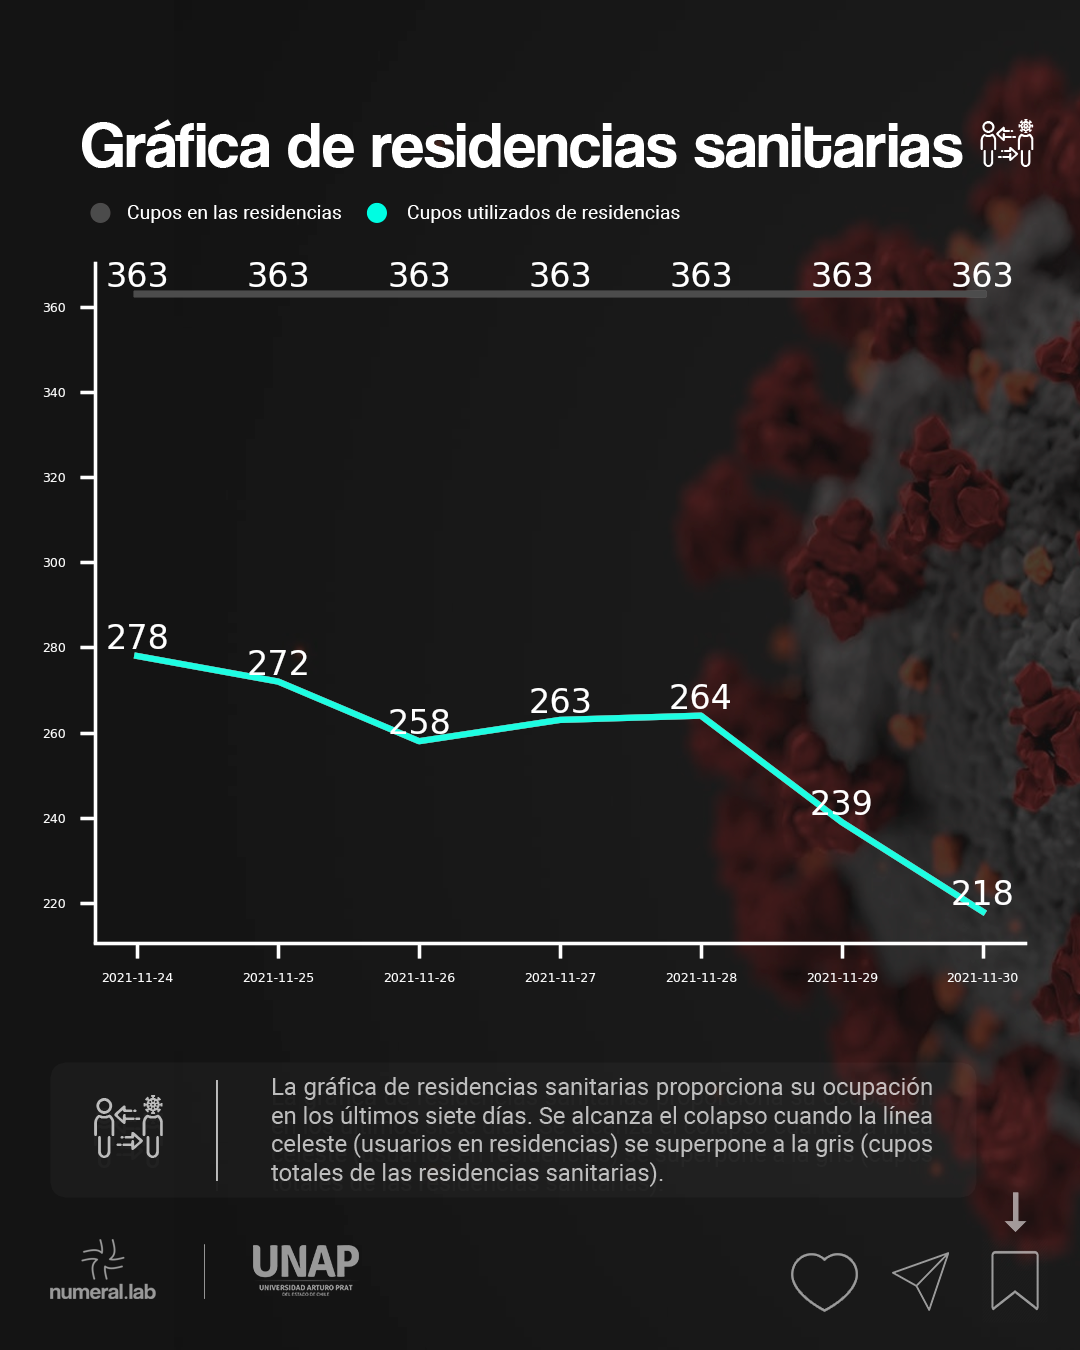 Gráfica de residencias sanitarias
Cupos en las residencias
Cupos utilizados de residencias
363 363 363 363 363 363 363
360
340
320
300
280
260
240
220
278
272
258
263
264
239
218
2021-11-24 2021-11-25 2021-11-26 2021-11-27 2021-11-28 2021-11-29 2021-11-30
La gráfica de residencias sanitarias proporciona su ocupación
en los últimos siete días. Se alcanza el colapso cuando la línea
celeste (usuarios en residencias) se superpone a la gris (cupos
totales de las residencias sanitarias).
numeral.lab
UNAP
UNIVERSIDAD ARTURO PRAT
DEL ESTADO DE CHILE